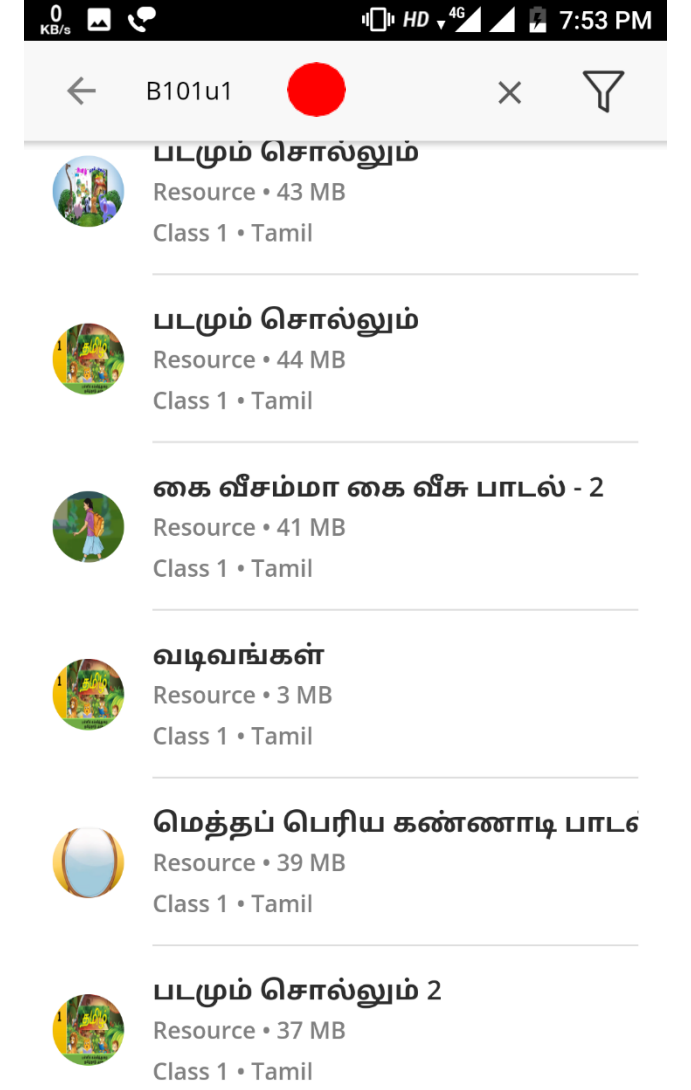 0
KB/s
HD 4G 7:53 PM
B101u1
படமும் சொல்லும்
Resource • 43 MB
Class 1 • Tamil
படமும் சொல்லும்
Resource • 44 MB
Class 1 • Tamil
கை வீசம்மா கை வீசு பாடல் - 2
Resource • 41 MB
Class 1 • Tamil
வடிவங்கள்
Resource • 3 MB
Class 1 • Tamil
மெத்தப் பெரிய கண்ணாடி
Resource • 39 MB
Class 1 • Tamil
படமும் சொல்லும் 2
Resource • 37 MB
Class 1 • Tamil